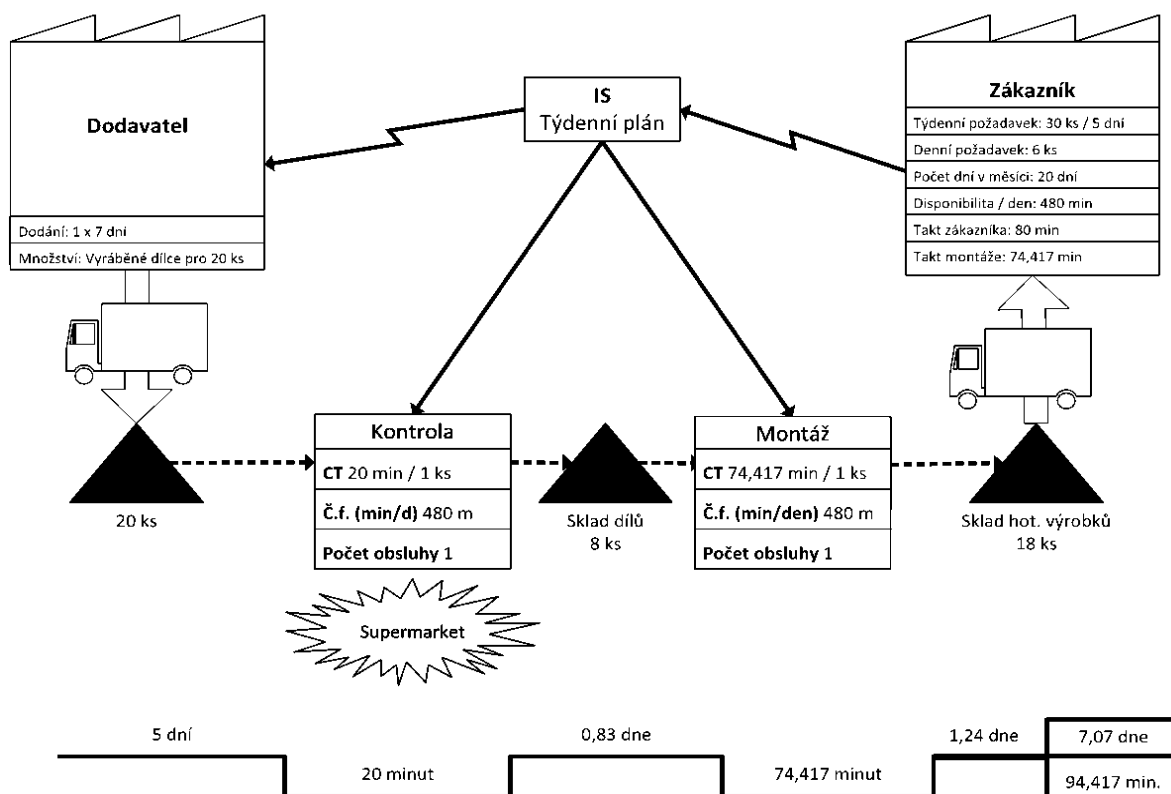 Dodavatel
Dodání: 1 x 7 dní
Množství: Vyráběné dílce pro 20 ks
IS
Týdenní plán
Zákazník
Týdenní požadavek: 30 ks / 5 dní
Denní požadavek: 6 ks
Počet dní v měsíci: 20 dní
Disponibilita / den: 480 min
Takt zákazníka: 80 min
Takt montáže: 74,417 min
20 ks
Kontrola
CT 20 min / 1 ks
Č.f. (min/d) 480 m
Počet obsluhy 1
Supermarket
Sklad dílů
8 ks
Montáž
CT 74,417 min / 1 ks
Č.f. (min/den) 480 m
Počet obsluhy 1
Sklad hot. výrobků
18 ks
5 dní
20 minut
0,83 dne
74,417 minut
1,24 dne
7,07 dne
94,417 min.